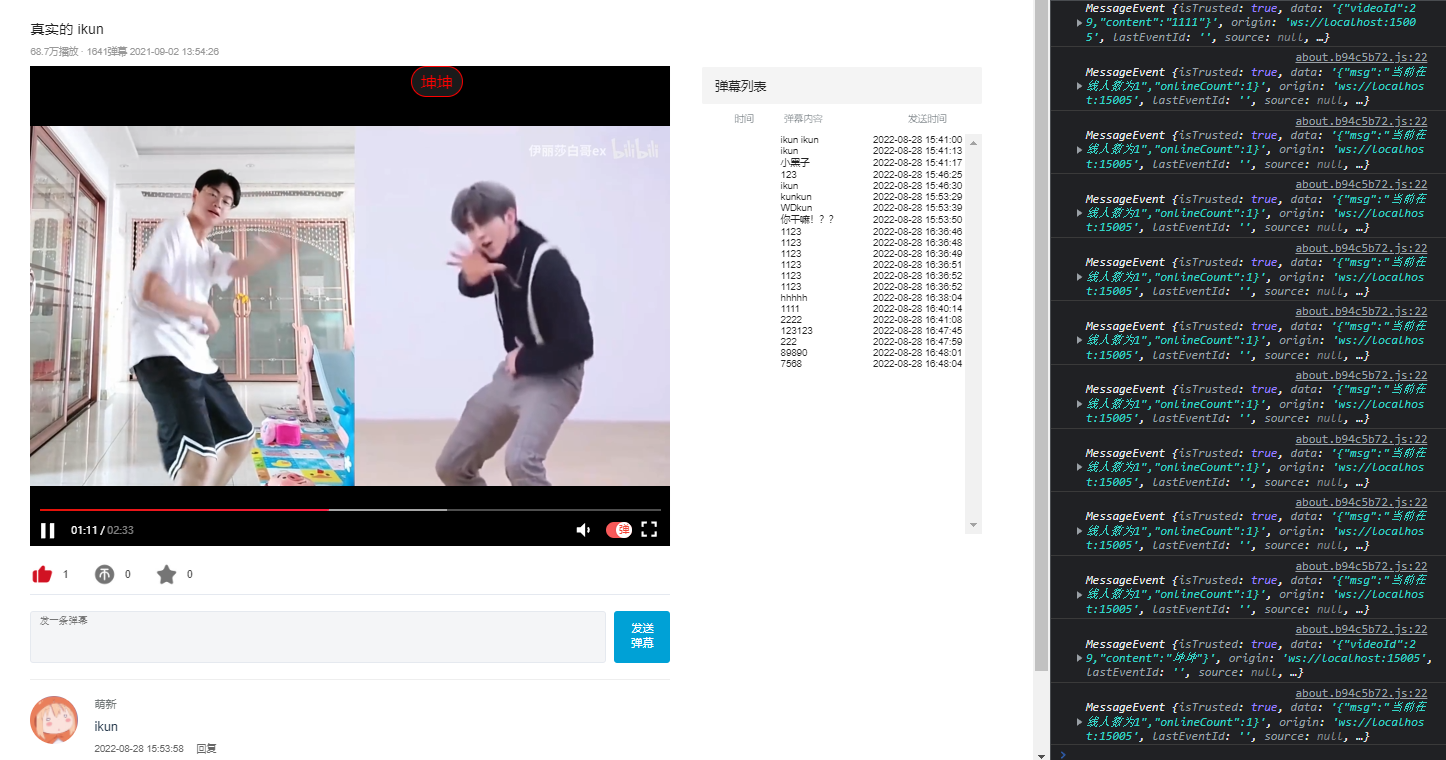 真实的 ikun
68.7万播放 · 1641弹幕 2021-09-02 13:54:26
坤坤
伊丽莎白哥ex bilibili
01:11 / 02:33
弹
1 0 0
发一条弹幕
发送
弹幕
萌新
ikun
2022-08-28 15:53:58 回复
弹幕列表
时间 弹幕内容 发送时间
ikun ikun 2022-08-28 15:41:00
ikun 2022-08-28 15:41:13
小黑子 2022-08-28 15:41:17
123 2022-08-28 15:46:25
ikun 2022-08-28 15:46:30
kunkun 2022-08-28 15:53:29
WDkun 2022-08-28 15:53:39
你干嘛！？？ 2022-08-28 15:53:50
1123 2022-08-28 16:36:46
1123 2022-08-28 16:36:48
1123 2022-08-28 16:36:49
1123 2022-08-28 16:36:51
1123 2022-08-28 16:36:52
1123 2022-08-28 16:36:52
hhhhh 2022-08-28 16:38:04
1111 2022-08-28 16:40:14
2222 2022-08-28 16:41:08
123123 2022-08-28 16:47:45
222 2022-08-28 16:47:59
89890 2022-08-28 16:48:01
7568 2022-08-28 16:48:04
MessageEvent {isTrusted: true, data: '{"videoId":2
9,"content":"1111"}', origin: 'ws://localhost:1500
5', lastEventId: '', source: null, …}
about.b94c5b72.js:22
MessageEvent {isTrusted: true, data: '{"msg":"当前在
线人数为1","onlineCount":1}', origin: 'ws://localhos
t:15005', lastEventId: '', source: null, …}
about.b94c5b72.js:22
MessageEvent {isTrusted: true, data: '{"msg":"当前在
线人数为1","onlineCount":1}', origin: 'ws://localhos
t:15005', lastEventId: '', source: null, …}
about.b94c5b72.js:22
MessageEvent {isTrusted: true, data: '{"msg":"当前在
线人数为1","onlineCount":1}', origin: 'ws://localhos
t:15005', lastEventId: '', source: null, …}
about.b94c5b72.js:22
MessageEvent {isTrusted: true, data: '{"msg":"当前在
线人数为1","onlineCount":1}', origin: 'ws://localhos
t:15005', lastEventId: '', source: null, …}
about.b94c5b72.js:22
MessageEvent {isTrusted: true, data: '{"msg":"当前在
线人数为1","onlineCount":1}', origin: 'ws://localhos
t:15005', lastEventId: '', source: null, …}
about.b94c5b72.js:22
MessageEvent {isTrusted: true, data: '{"msg":"当前在
线人数为1","onlineCount":1}', origin: 'ws://localhos
t:15005', lastEventId: '', source: null, …}
about.b94c5b72.js:22
MessageEvent {isTrusted: true, data: '{"msg":"当前在
线人数为1","onlineCount":1}', origin: 'ws://localhos
t:15005', lastEventId: '', source: null, …}
about.b94c5b72.js:22
MessageEvent {isTrusted: true, data: '{"msg":"当前在
线人数为1","onlineCount":1}', origin: 'ws://localhos
t:15005', lastEventId: '', source: null, …}
about.b94c5b72.js:22
MessageEvent {isTrusted: true, data: '{"msg":"当前在
线人数为1","onlineCount":1}', origin: 'ws://localhos
t:15005', lastEventId: '', source: null, …}
about.b94c5b72.js:22
MessageEvent {isTrusted: true, data: '{"videoId":2
9,"content":"坤坤"}', origin: 'ws://localhost:15005',
lastEventId: '', source: null, …}
about.b94c5b72.js:22
MessageEvent {isTrusted: true, data: '{"msg":"当前在
线人数为1","onlineCount":1}', origin: 'ws://localhos
t:15005', lastEventId: '', source: null, …}